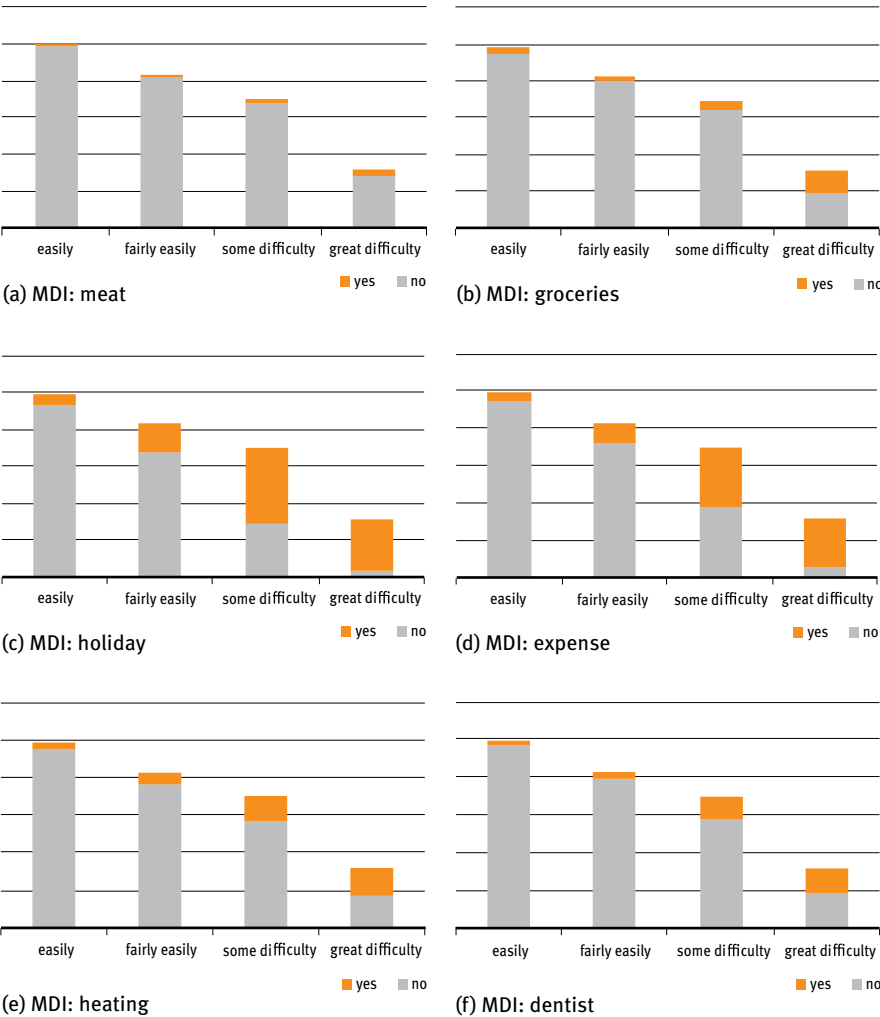 easily fairly easily some difficulty great difficulty
yes no
(a) MDI: meat
easily fairly easily some difficulty great difficulty
yes no
(b) MDI: groceries
easily fairly easily some difficulty great difficulty
yes no
(c) MDI: holiday
easily fairly easily some difficulty great difficulty
yes no
(d) MDI: expense
easily fairly easily some difficulty great difficulty
yes no
(e) MDI: heating
easily fairly easily some difficulty great difficulty
yes no
(f) MDI: dentist